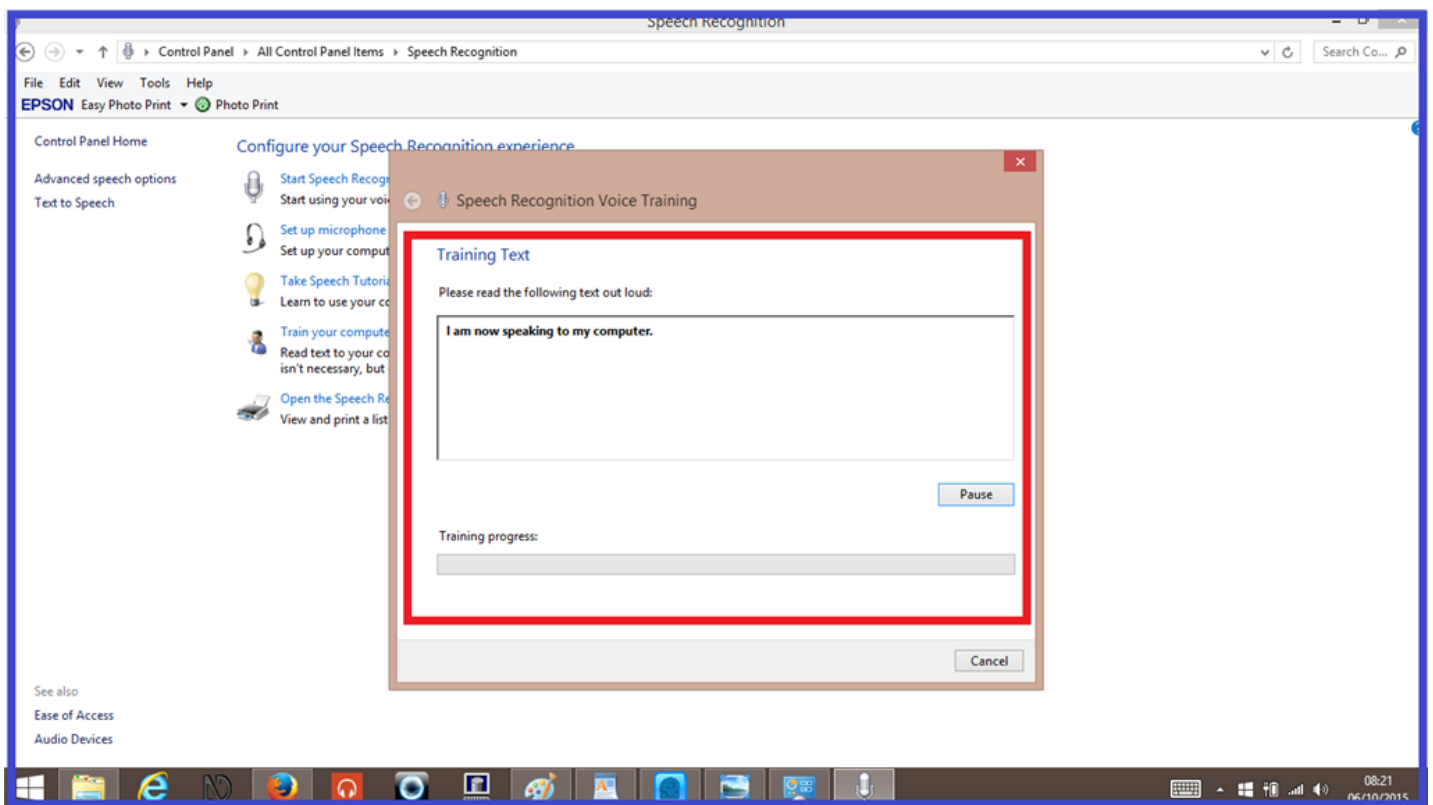 Speech Recognition
Control Panel All Control Panel Items Speech Recognition
Search Co...
File Edit View Tools Help
EPSON Easy Photo Print Photo Print
Control Panel Home
Advanced speech options
Text to Speech
Configure your Speech Recognition experience
Start Speech Recogn
Start using your voi
Set up microphone
Set up your comput
Take Speech Tutoria
Learn to use your co
Train your compute
Read text to your co
isn't necessary, but
Open the Speech Re
View and print a list
Speech Recognition Voice Training
Training Text
Please read the following text out loud:
I am now speaking to my computer.
Pause
Training progress:
Cancel
See also
Ease of Access
Audio Devices
08:21
06/10/2015